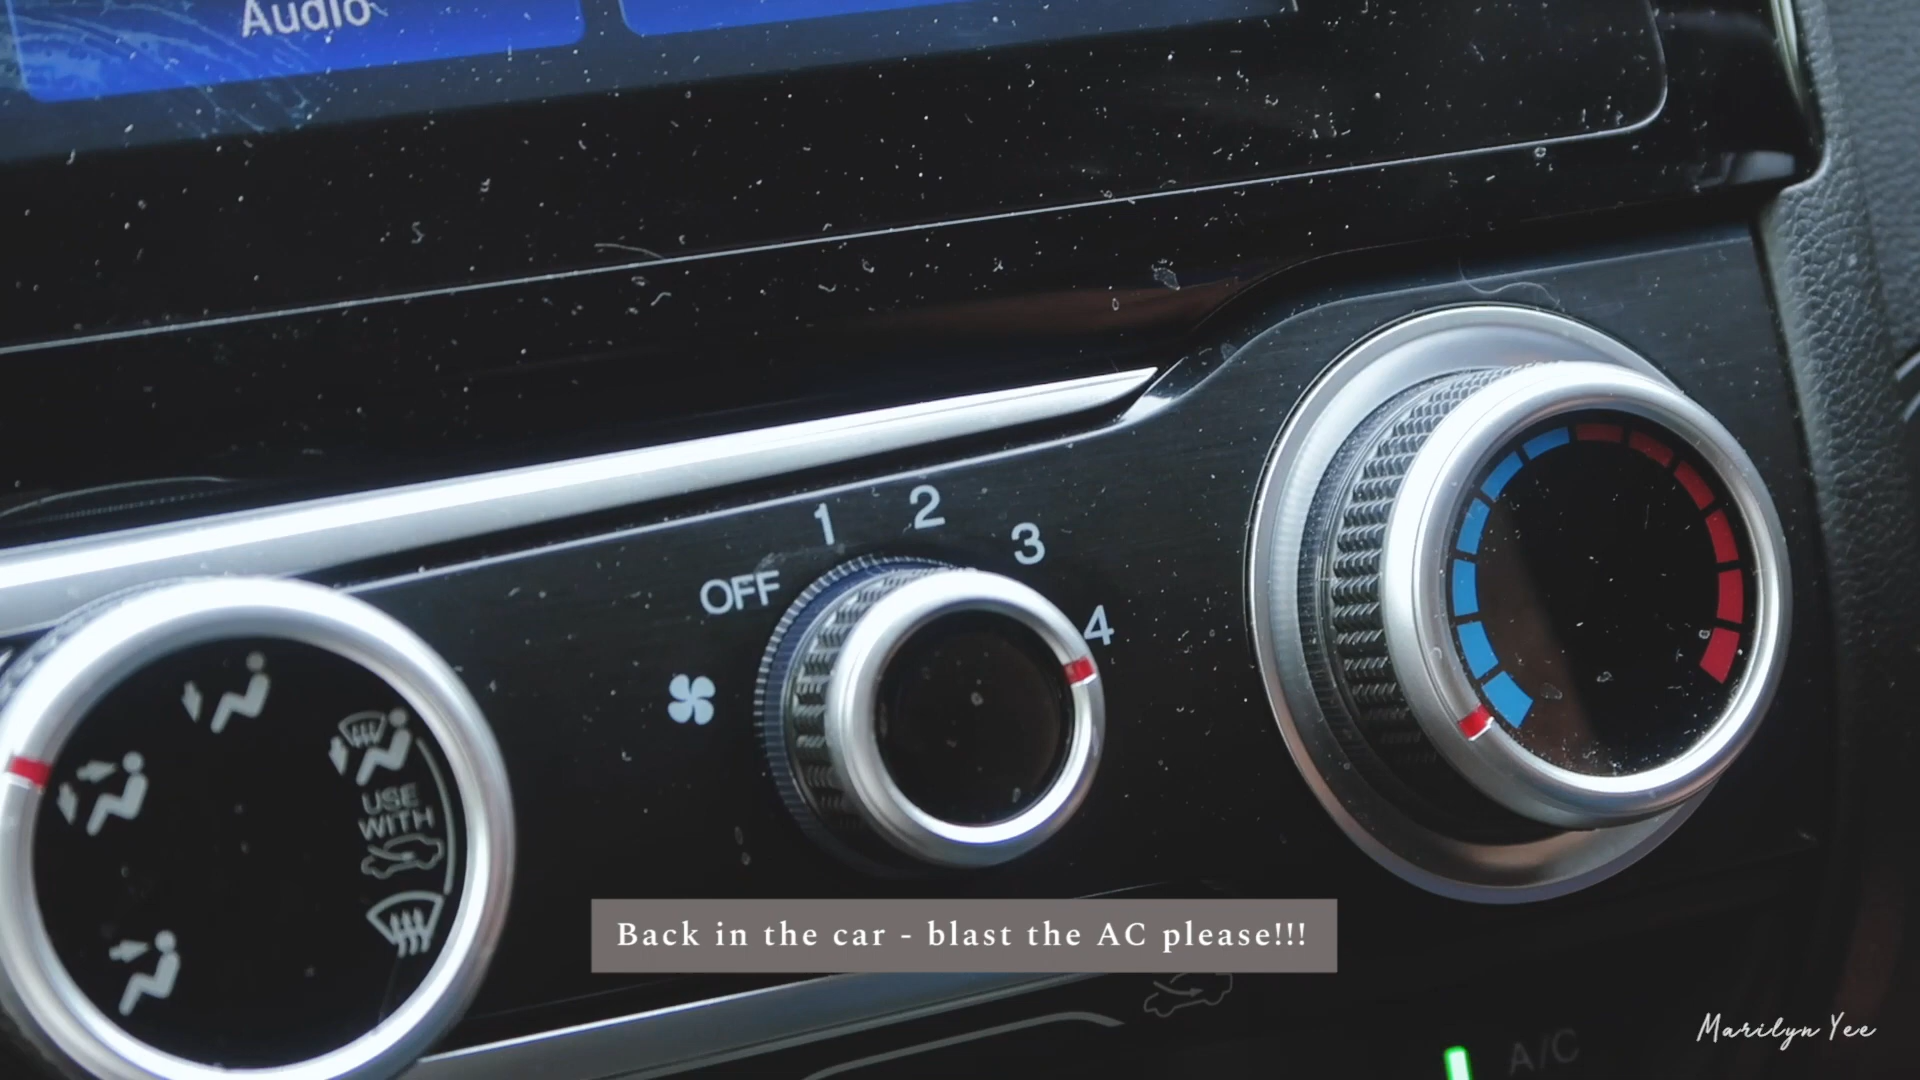 Audio
1
2
3
OFF
4
USE
WITH
Back in the car - blast the AC please!!!
Marilyn Yee
A/C